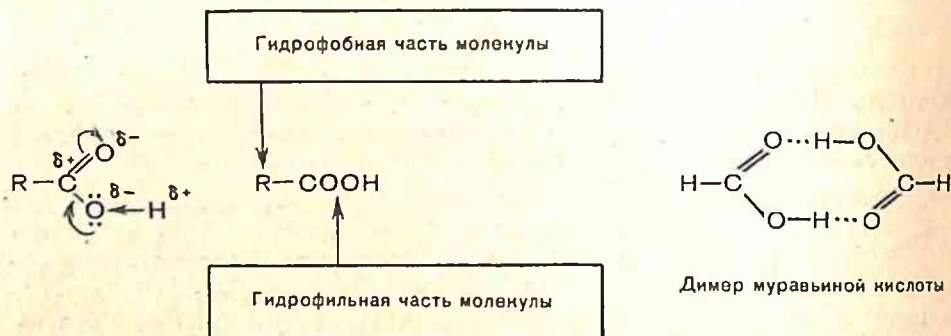 Гидрофобная часть молекулы
δ+ O δ−
R—C
δ−
O←H δ+
R—COOH
Гидрофильная часть молекулы
O···H—O
H—C C—H
O—H···O
Димер муравьиной кислоты